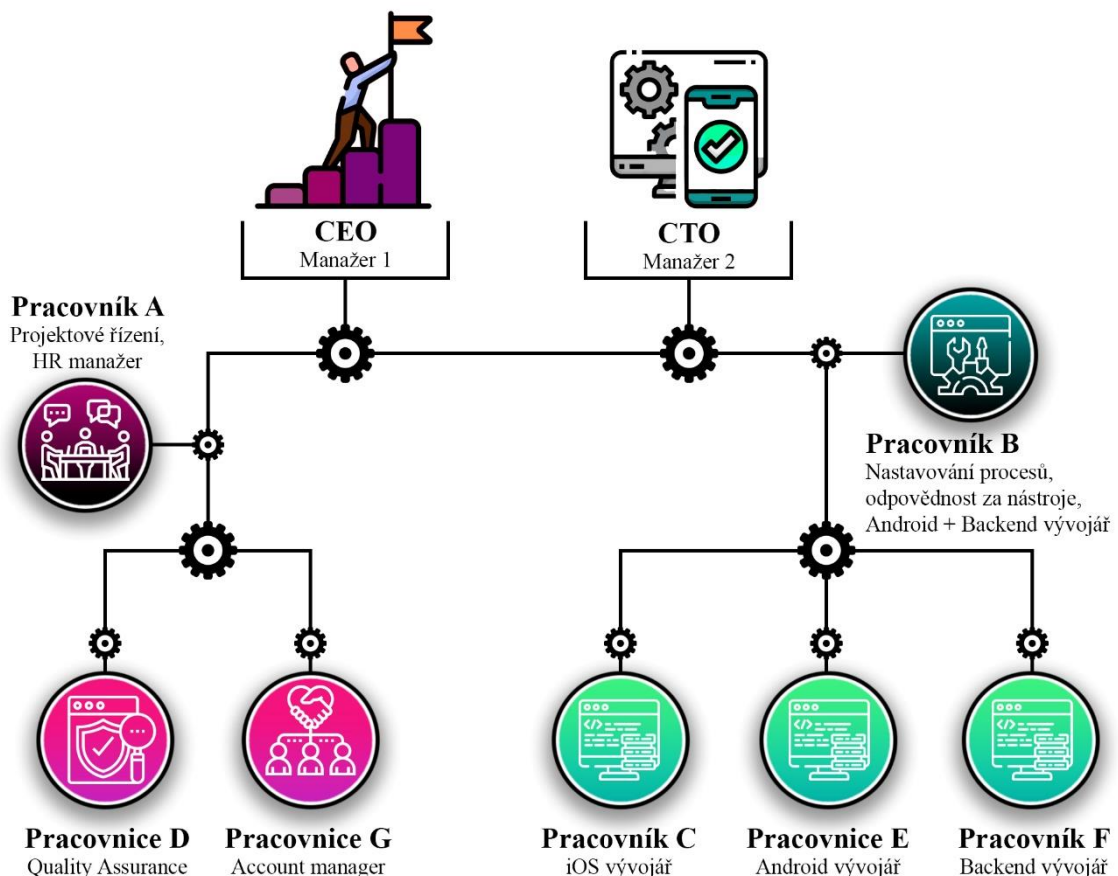 CEO
Manažer 1
CTO
Manažer 2
Pracovník A
Projektové řízení,
HR manažer
Pracovník B
Nastavování procesů,
odpovědnost za nástroje,
Android + Backend vývojář
Pracovnice D
Quality Assurance
Pracovnice G
Account manager
Pracovník C
iOS vývojář
Pracovnice E
Android vývojář
Pracovník F
Backend vývojář